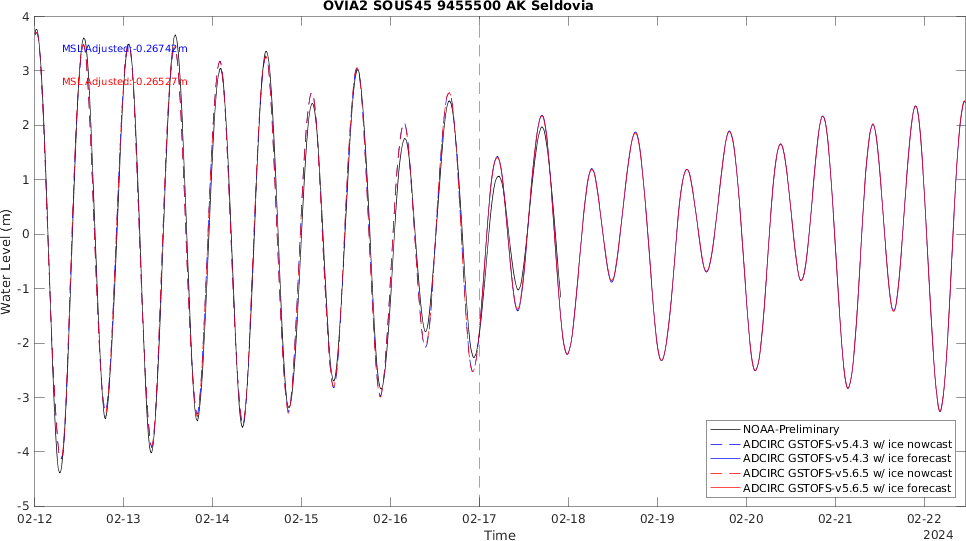 OVIA2 SOUS45 9455500 AK Seldovia
MSL Adjusted:-0.26742m
MSL Adjusted:-0.26527m
Water Level (m)
4
3
2
1
0
-1
-2
-3
-4
-5
NOAA-Preliminary
ADCIRC GSTOFS-v5.4.3 w/ ice nowcast
ADCIRC GSTOFS-v5.4.3 w/ ice forecast
ADCIRC GSTOFS-v5.6.5 w/ ice nowcast
ADCIRC GSTOFS-v5.6.5 w/ ice forecast
02-12 02-13 02-14 02-15 02-16 02-17 02-18 02-19 02-20 02-21 02-22
Time
2024